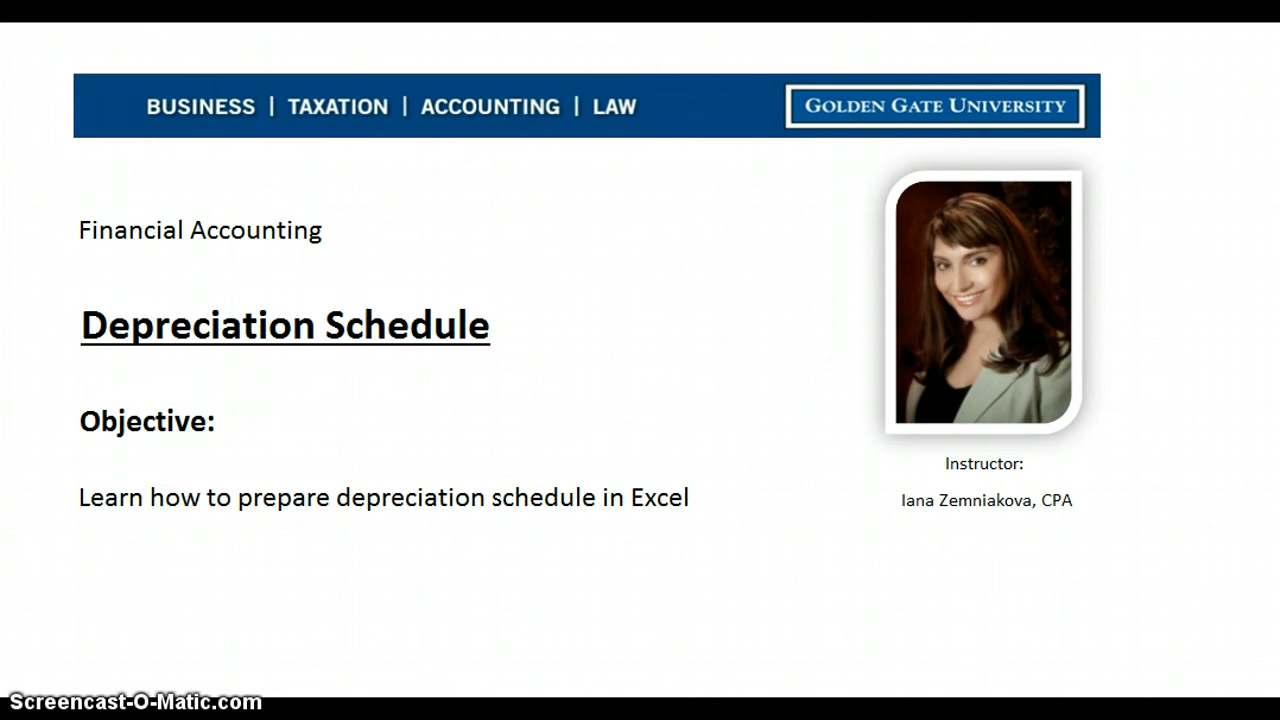 BUSINESS | TAXATION | ACCOUNTING | LAW
GOLDEN GATE UNIVERSITY
Financial Accounting
Depreciation Schedule
Objective:
Learn how to prepare depreciation schedule in Excel
Instructor:
Iana Zemniakova, CPA
Screencast-O-Matic.com